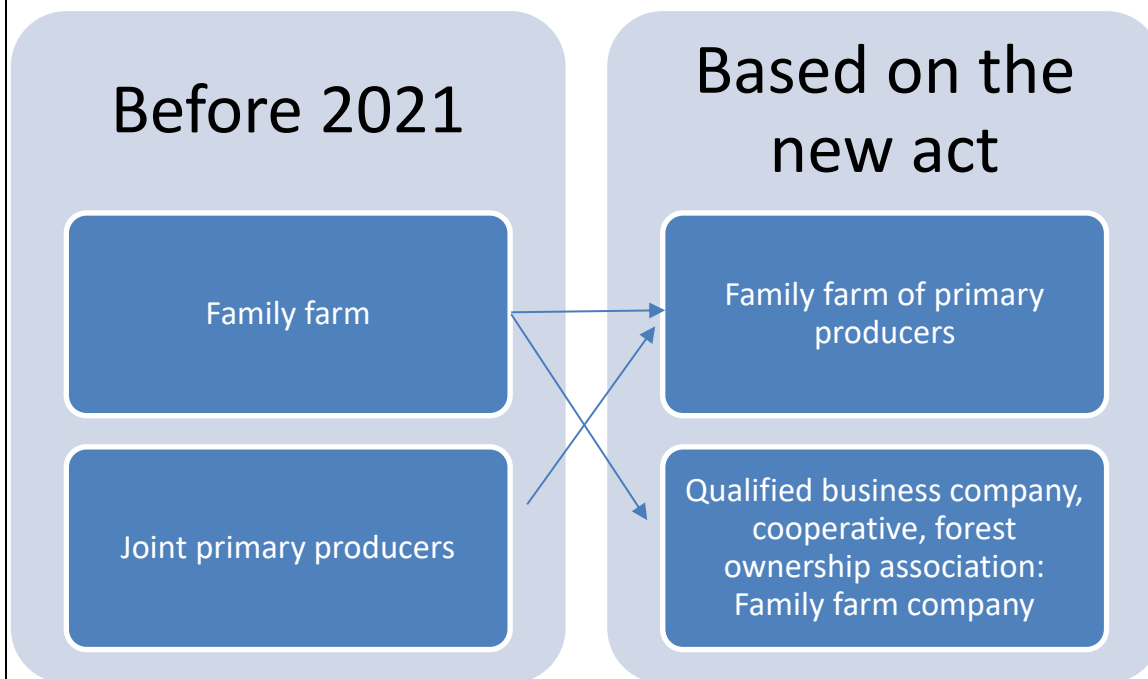 Before 2021
Family farm
Joint primary producers
Based on the
new act
Family farm of primary
producers
Qualified business company,
cooperative, forest
ownership association:
Family farm company